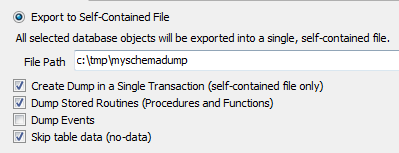 Export to Self-Contained File
All selected database objects will be exported into a single, self-contained file.
File Path c:\tmp\myschemadump
Create Dump in a Single Transaction (self-contained file only)
Dump Stored Routines (Procedures and Functions)
Dump Events
Skip table data (no-data)